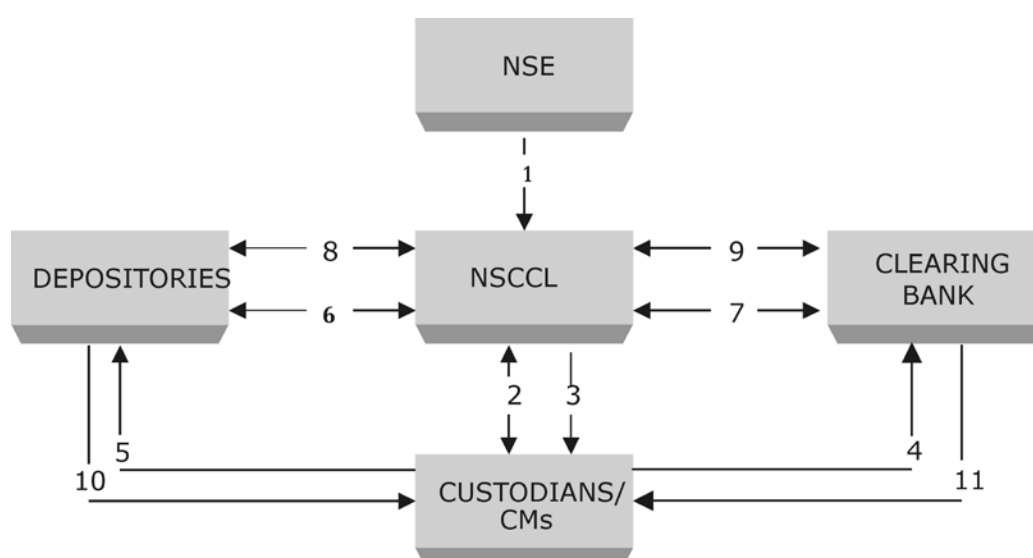 NSE
1
8
9
DEPOSITORIES
NSCCL
CLEARING
BANK
6
7
2
3
5
4
10
11
CUSTODIANS/
CMs